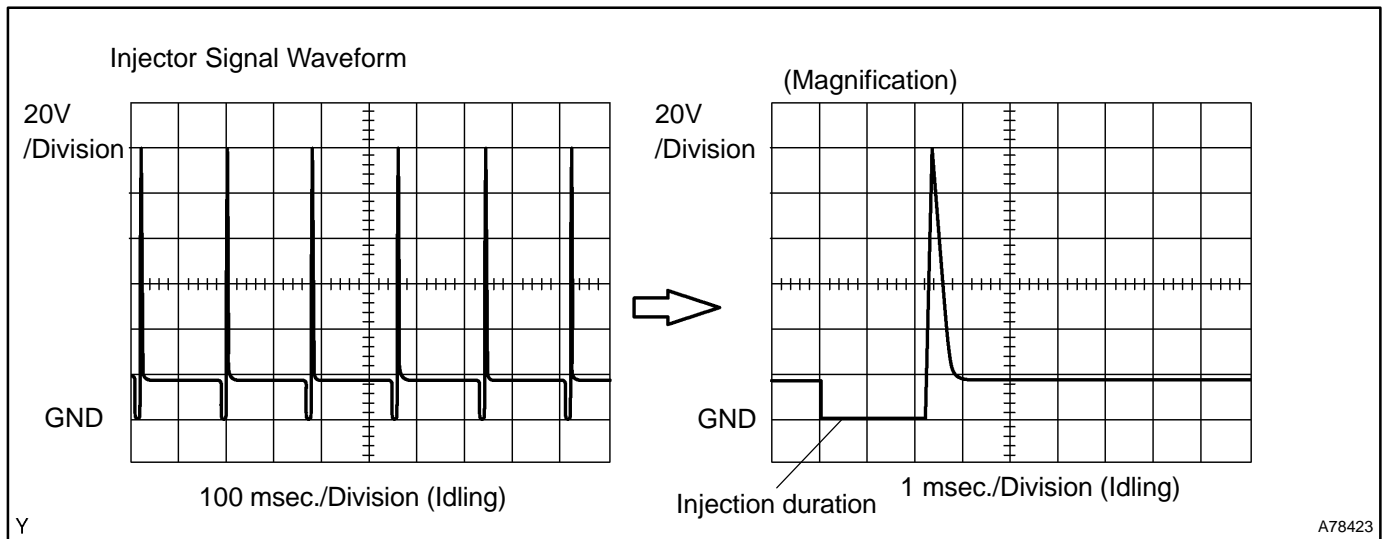 Injector Signal Waveform
(Magnification)
20V
/Division
20V
/Division
GND
GND
100 msec./Division (Idling)
Injection duration
1 msec./Division (Idling)
Y
A78423